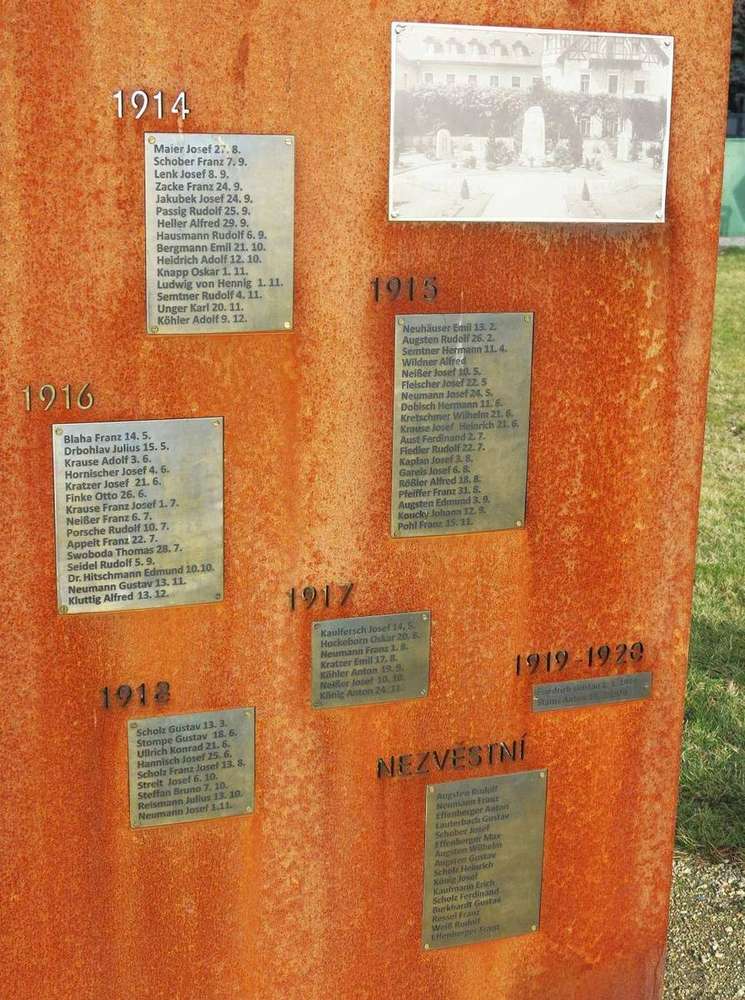 1914
Maier Josef 27. 8.
Schober Franz 7. 9.
Lenk Josef 8. 9.
Zacke Franz 24. 9.
Jakubek Josef 24. 9.
Passig Rudolf 25. 9.
Heller Alfred 29. 9.
Hausmann Rudolf 6. 9.
Bergmann Emil 21. 10.
Heidrich Adolf 12. 10.
Knapp Oskar 1. 11.
Ludwig von Hennig 1. 11.
Semtner Rudolf 4. 11.
Unger Karl 20. 11.
Köhler Adolf 9. 12.
1915
Neuhäuser Emil 13. 2.
Augsten Rudolf 26. 2.
Semtner Hermann 11. 4.
Wildner Alfred
Neißer Josef 10. 5.
Fleischer Josef 22. 5
Neumann Josef 24. 5.
Dobisch Hermann 11. 6.
Kretschmer Wilhelm 21. 6.
Krause Josef Heinrich 21. 6.
Aust Ferdinand 2. 7.
Fiedler Rudolf 22. 7.
Kaplan Josef 3. 8.
Gareis Josef 6. 8.
Rößler Alfred 18. 8.
Pfeiffer Franz 31. 8.
Augsten Edmund 3. 9.
Koucky Johann 12. 9.
Pohl Franz 15. 11.
1916
Blaha Franz 14. 5.
Drbohlav Julius 15. 5.
Krause Adolf 3. 6.
Hornischer Josef 4. 6.
Kratzer Josef 21. 6.
Finke Otto 26. 6.
Krause Franz Josef 1. 7.
Neißer Franz 6. 7.
Porsche Rudolf 10. 7.
Appelt Franz 22. 7.
Swoboda Thomas 28. 7.
Seidel Rudolf 5. 9.
Dr. Hitschmann Edmund 10.10.
Neumann Gustav 13. 11.
Kluttig Alfred 13. 12.
1917
Kaulfersch Josef 14. 5.
Hockeborn Oskar 20. 6.
Neumann Franz 1. 8.
Kratzer Emil 17. 8.
Köhler Anton 19. 9.
Neißer Josef 10. 10.
König Anton 24. 11.
1918
Scholz Gustav 13. 3.
Stompe Gustav 18. 6.
Ullrich Konrad 21. 6.
Hannisch Josef 25. 6.
Scholz Franz Josef 13. 8.
Streit Josef 6. 10.
Steffan Bruno 7. 10.
Reismann Julius 13. 10.
Neumann Josef 1.11.
1919-1920
NEZVĚSTNÍ
Augsten Rudolf
Neumann Franz
Effenberger Anton
Lauterbach Gustav
Schober Josef
Effenberger Max
Augsten Wilhelm
Augsten Gustav
Scholz Heinrich
König Josef
Kaufmann Erich
Scholz Ferdinand
Burkhardt Gustav
Ressel Franz
Weiß Rudolf
Effenberger Franz